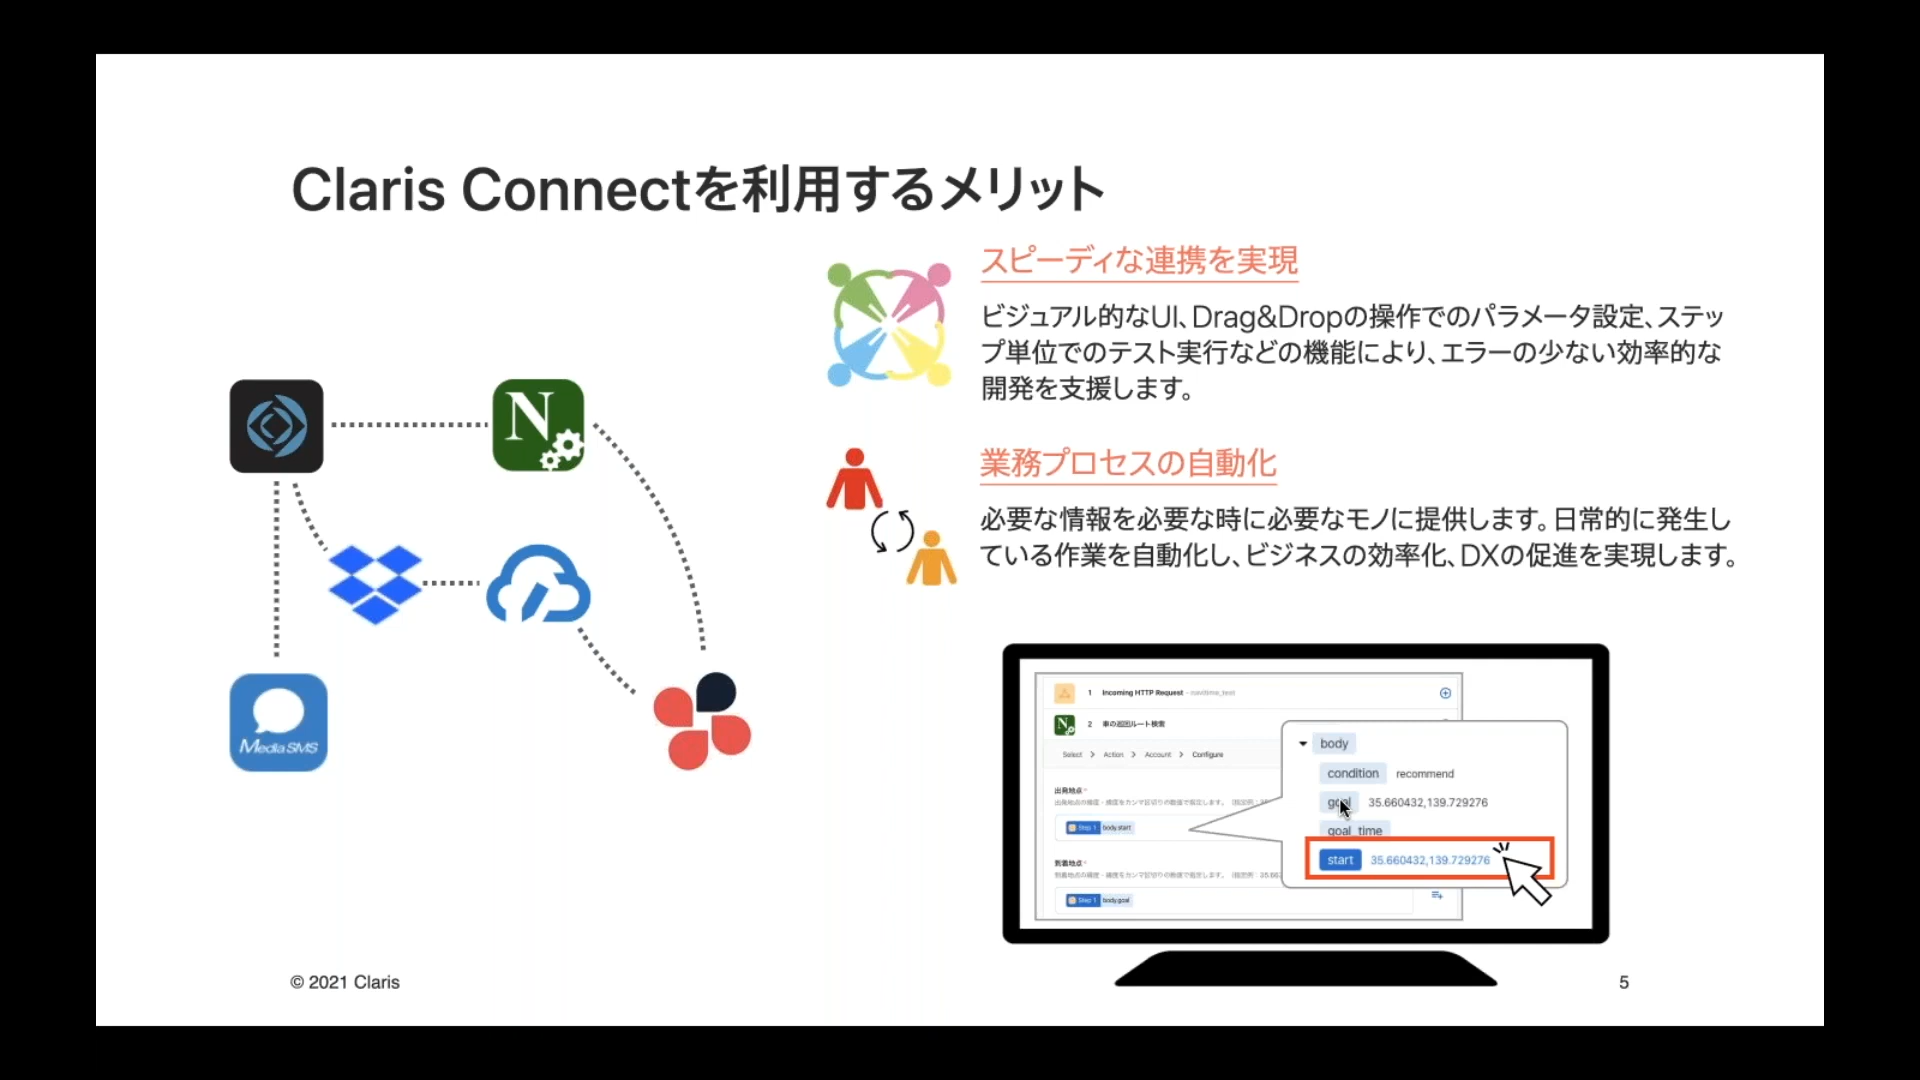 Claris Connectを利用するメリット
スピーディな連携を実現
ビジュアル的なUI、Drag&Dropの操作でのパラメータ設定、ステッ
プ単位でのテスト実行などの機能により、エラーの少ない効率的な
開発を支援します。
業務プロセスの自動化
必要な情報を必要な時に必要なモノに提供します。日常的に発生し
ている作業を自動化し、ビジネスの効率化、DXの促進を実現します。
N
MediaSMS
1 Incoming HTTP Request - navitime_test
N 2 車の巡回ルート検索
Select > Action > Account > Configure
出発地点
出発地点の緯度・経度をカンマ区切りの数値で指定します。
Step 1 body.start
到着地点
到着地点の緯度・経度をカンマ区切りの数値で指定します。
Step 1 body.goal
body
condition recommend
goal 35.660432,139.729276
goal_time
start 35.660432,139.729276
© 2021 Claris
5